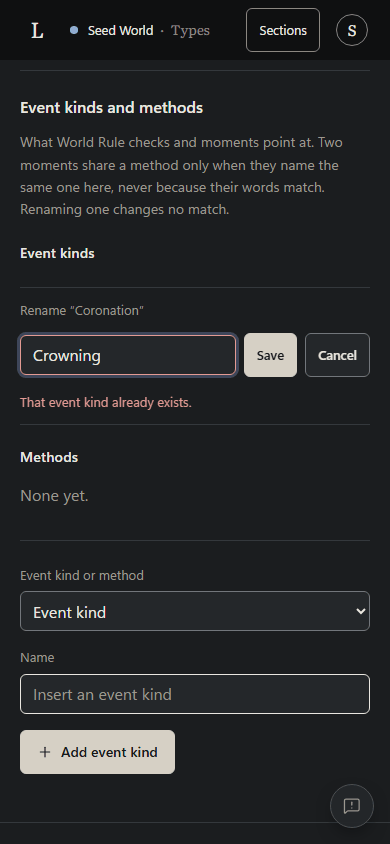 L
Seed World · Types
Sections
S
Event kinds and methods
What World Rule checks and moments point at. Two
moments share a method only when they name the
same one here, never because their words match.
Renaming one changes no match.
Event kinds
Rename “Coronation”
Crowning
Save
Cancel
That event kind already exists.
Methods
None yet.
Event kind or method
Event kind
Name
Insert an event kind
+ Add event kind